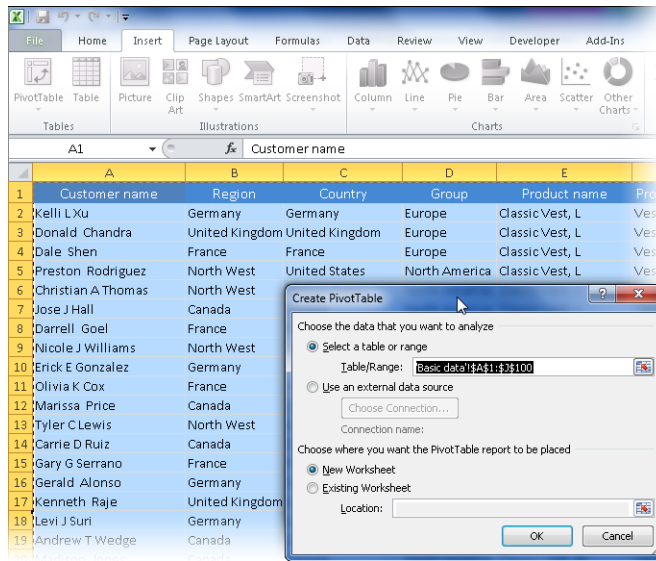 File Home Insert Page Layout Formulas Data Review View Developer Add-Ins
PivotTable Table Picture Clip Art Shapes SmartArt Screenshot Column Line Pie Bar Area Scatter Other Charts
Tables Illustrations Charts
A1 fx Customer name
A B C D E
1 Customer name Region Country Group Product name Pro
2 Kelli L Xu Germany Germany Europe Classic Vest, L Ves
3 Donald Chandra United Kingdom United Kingdom Europe Classic Vest, L Ves
4 Dale Shen France France Europe Classic Vest, L Ves
5 Preston Rodriguez North West United States North America Classic Vest, L Ves
6 Christian A Thomas North West
7 Jose J Hall Canada
8 Darrell Goel France
9 Nicole J Williams North West
10 Erick E Gonzalez Germany
11 Olivia K Cox France
12 Marissa Price Canada
13 Tyler C Lewis North West
14 Carrie D Ruiz Canada
15 Gary G Serrano France
16 Gerald Alonso Germany
17 Kenneth Raje United Kingdom
18 Levi J Suri Germany
19 Andrew T Wedge Canada
Create PivotTable
Choose the data that you want to analyze
Select a table or range
Table/Range: 'Basic data'!$A$1:$J$100
Use an external data source
Choose Connection...
Connection name:
Choose where you want the PivotTable report to be placed
New Worksheet
Existing Worksheet
Location:
OK Cancel